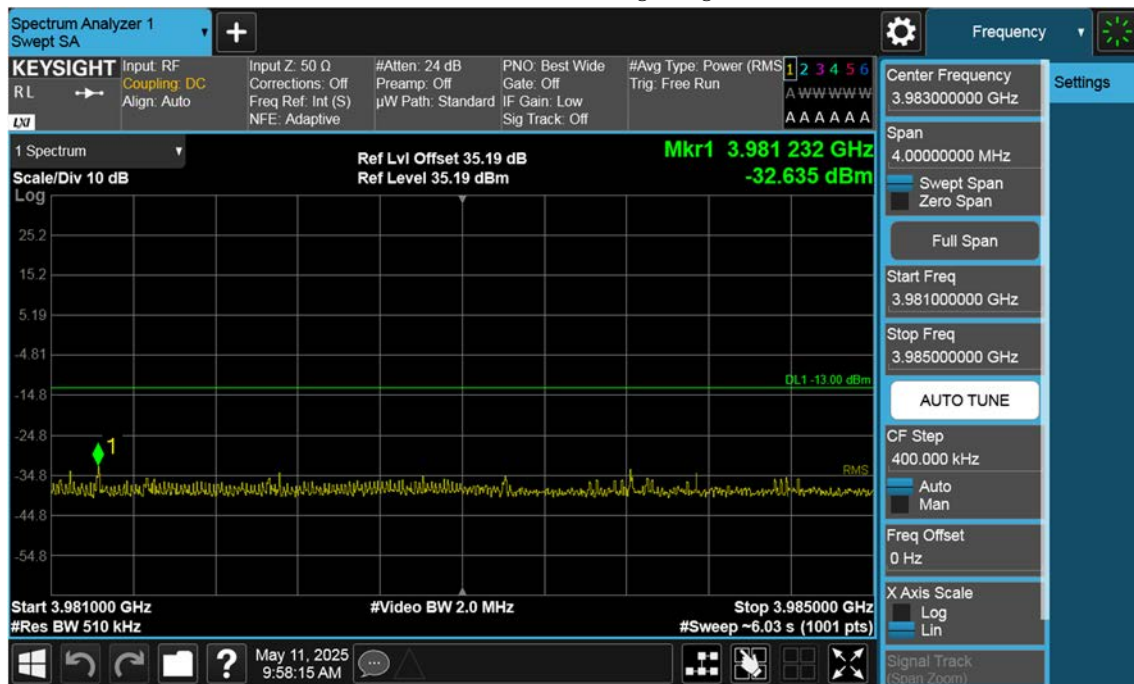 Spectrum Analyzer 1
Swept SA
+
Frequency
KEYSIGHT
RL
LXI
Input: RF
Coupling: DC
Align: Auto
Input Z: 50 Ω
Corrections: Off
Freq Ref: Int (S)
NFE: Adaptive
#Atten: 24 dB
Preamp: Off
µW Path: Standard
PNO: Best Wide
Gate: Off
IF Gain: Low
Sig Track: Off
#Avg Type: Power (RMS
Trig: Free Run
1 2 3 4 5 6
A W W W W W
A A A A A A
1 Spectrum
Scale/Div 10 dB
Ref Lvl Offset 35.19 dB
Ref Level 35.19 dBm
Mkr1 3.981 232 GHz
-32.635 dBm
Log
25.2
15.2
5.19
-4.81
-14.8
-24.8
-34.8
-44.8
-54.8
DL1 -13.00 dBm
1
RMS
Start 3.981000 GHz
#Res BW 510 kHz
#Video BW 2.0 MHz
Stop 3.985000 GHz
#Sweep ~6.03 s (1001 pts)
Center Frequency
3.983000000 GHz
Settings
Span
4.00000000 MHz
Swept Span
Zero Span
Full Span
Start Freq
3.981000000 GHz
Stop Freq
3.985000000 GHz
AUTO TUNE
CF Step
400.000 kHz
Auto
Man
Freq Offset
0 Hz
X Axis Scale
Log
Lin
Signal Track
(Span Zoom)
?
May 11, 2025
9:58:15 AM